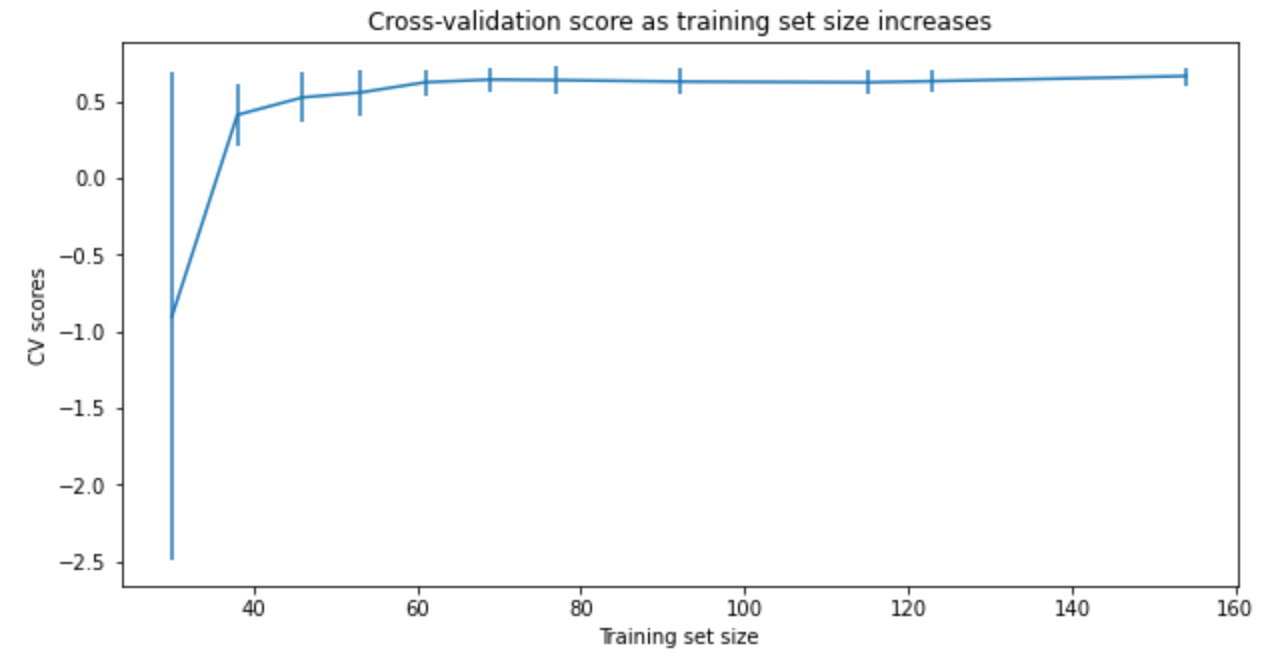 Cross-validation score as training set size increases
0.5
0.0
−0.5
−1.0
−1.5
−2.0
−2.5
CV scores
40 60 80 100 120 140 160
Training set size